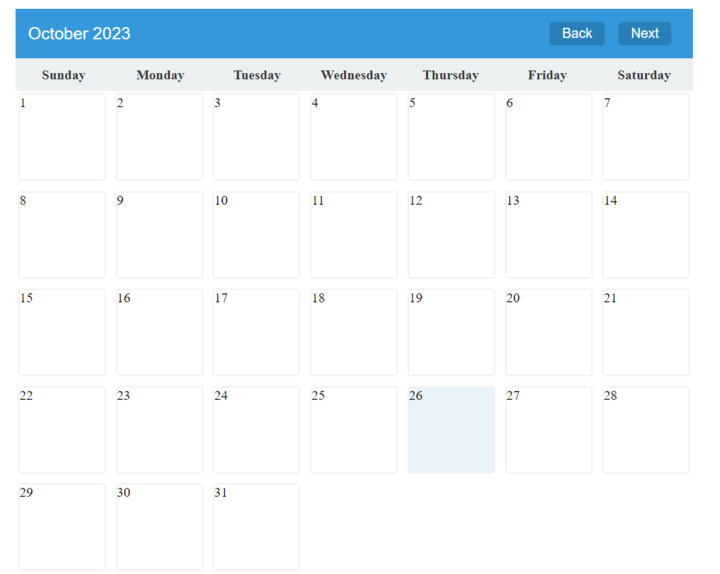 October 2023 Back Next
Sunday Monday Tuesday Wednesday Thursday Friday Saturday
1 2 3 4 5 6 7
8 9 10 11 12 13 14
15 16 17 18 19 20 21
22 23 24 25 26 27 28
29 30 31